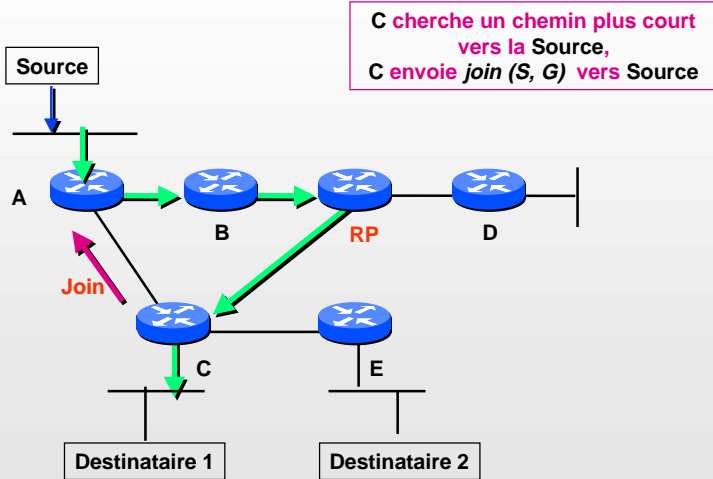 C cherche un chemin plus court
vers la Source,
C envoie join (S, G) vers Source
Source
A
B
RP
D
Join
C
E
Destinataire 1
Destinataire 2